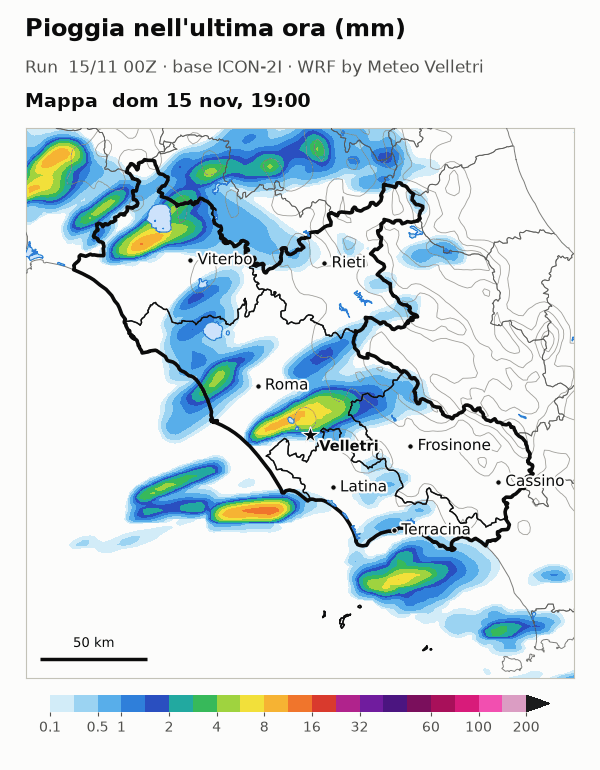 Pioggia nell'ultima ora (mm)
Run 15/11 00Z · base ICON-2I · WRF by Meteo Velletri
Mappa dom 15 nov, 19:00
Viterbo
Rieti
Roma
Velletri
Frosinone
Latina
Cassino
Terracina
50 km
0.1 0.5 1 2 4 8 16 32 60 100 200